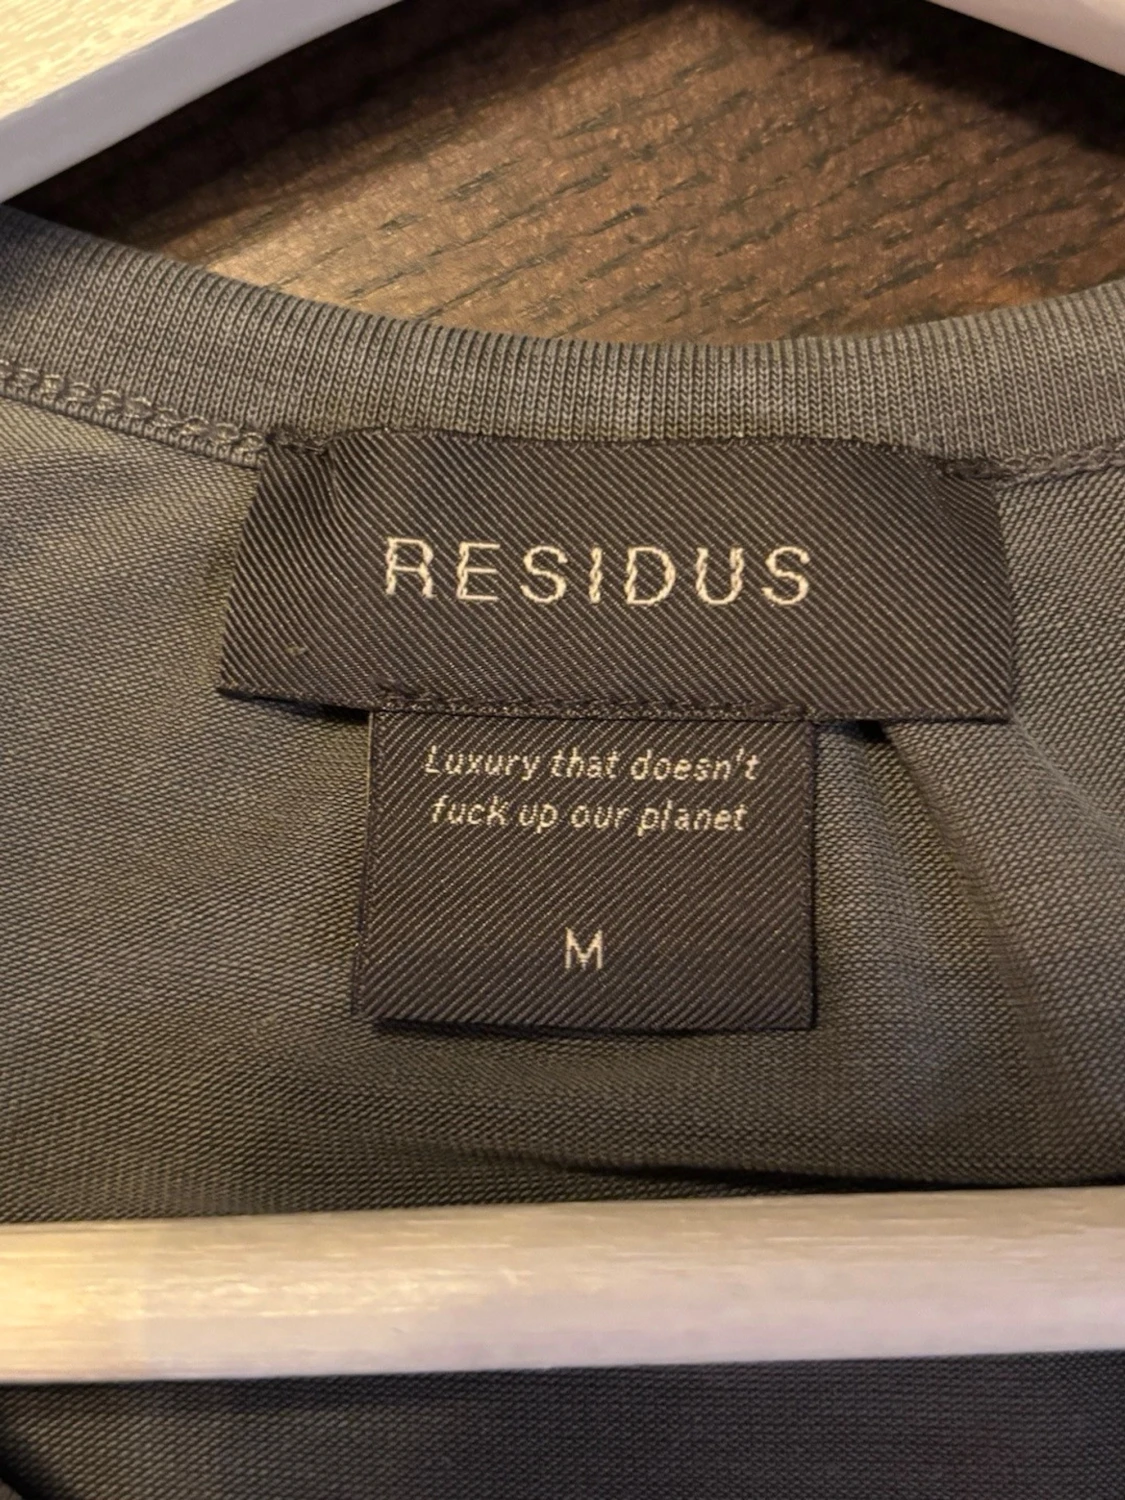 RESIDUS
Luxury that doesn't
fuck up our planet
M